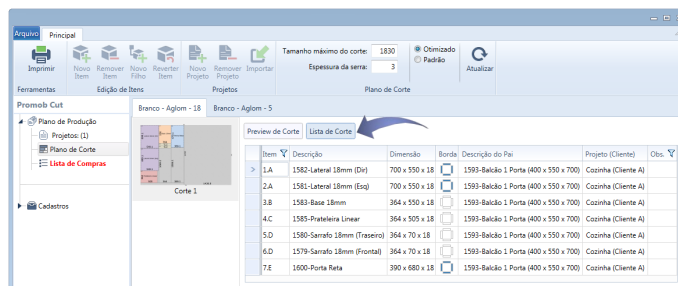 Arquivo Principal
Imprimir
Novo Item
Remover Item
Novo Filho
Reverter Item
Novo Projeto
Remover Projeto
Importar
Tamanho máximo do corte: 1830
Espessura da serra: 3
Otimizado
Padrão
Atualizar
Ferramentas Edição de Itens Projetos Plano de Corte
Promob Cut
Plano de Produção
Projetos: (1)
Plano de Corte
Lista de Compras
Cadastros
Branco - Aglom - 18 Branco - Aglom - 5
Corte 1
Preview de Corte Lista de Corte
Item Descrição Dimensão Borda Descrição do Pai Projeto (Cliente) Obs.
1.A 1582-Lateral 18mm (Dir) 700 x 550 x 18 1593-Balcão 1 Porta (400 x 550 x 700) Cozinha (Cliente A)
2.A 1581-Lateral 18mm (Esq) 700 x 550 x 18 1593-Balcão 1 Porta (400 x 550 x 700) Cozinha (Cliente A)
3.B 1583-Base 18mm 364 x 550 x 18 1593-Balcão 1 Porta (400 x 550 x 700) Cozinha (Cliente A)
4.C 1585-Prateleira Linear 364 x 505 x 18 1593-Balcão 1 Porta (400 x 550 x 700) Cozinha (Cliente A)
5.D 1580-Sarrafo 18mm (Traseiro) 364 x 70 x 18 1593-Balcão 1 Porta (400 x 550 x 700) Cozinha (Cliente A)
6.D 1579-Sarrafo 18mm (Frontal) 364 x 70 x 18 1593-Balcão 1 Porta (400 x 550 x 700) Cozinha (Cliente A)
7.E 1600-Porta Reta 390 x 680 x 18 1593-Balcão 1 Porta (400 x 550 x 700) Cozinha (Cliente A)